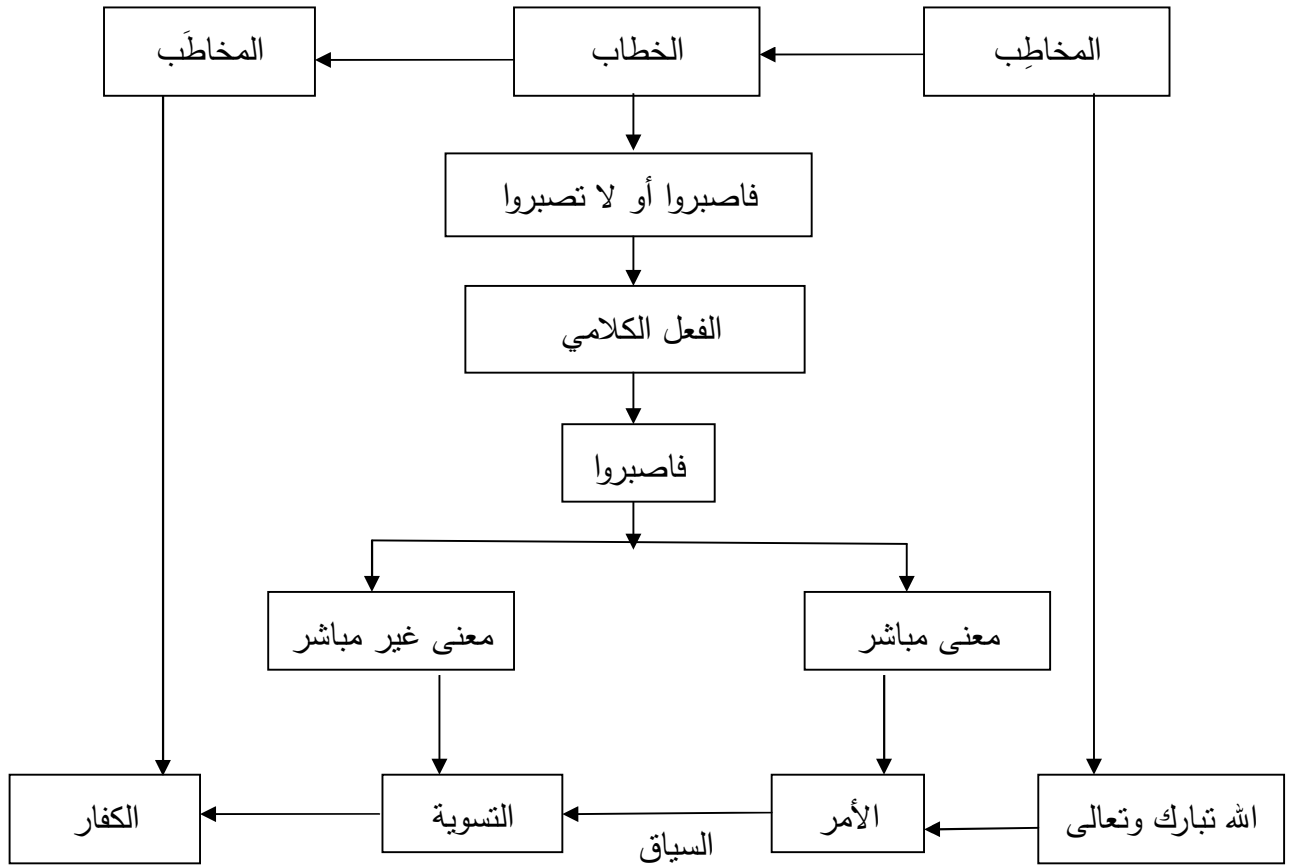 المخاطِب
الخطاب
المخاطَب
فاصبروا أو لا تصبروا
الفعل الكلامي
فاصبروا
معنى مباشر
معنى غير مباشر
الله تبارك وتعالى
الأمر
السياق
التسوية
الكفار